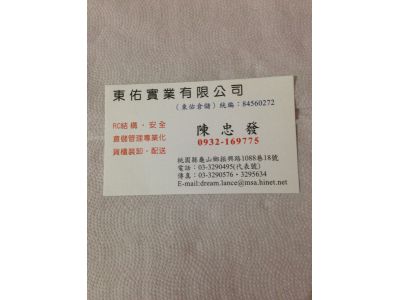 東佑實業有限公司
(東佑倉儲)統編：84560272
RC結構・安全
倉儲管理專業化
貨櫃裝卸・配送
陳忠發
0932-169775
桃園縣龜山鄉振興路1088巷18號
電話：03-3290495(代表號)
傳真：03-3290576・3295634
E-mail:dream.lance@msa.hinet.net